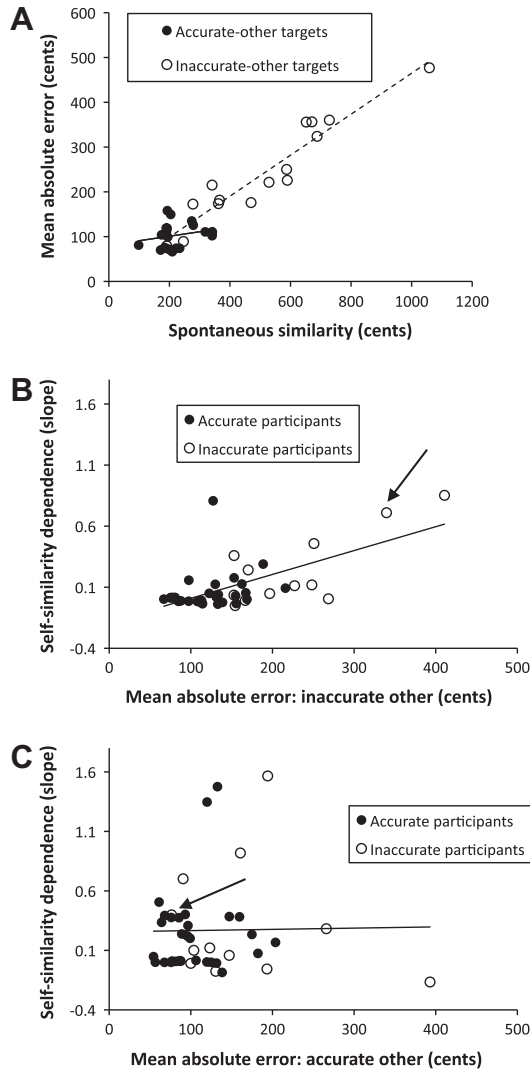 A
600
500
400
300
200
100
0
Mean absolute error (cents)
Accurate-other targets
Inaccurate-other targets
0 200 400 600 800 1000 1200
Spontaneous similarity (cents)
B
1.6
1.1
0.6
0.1
-0.4
Self-similarity dependence (slope)
Accurate participants
Inaccurate participants
0 100 200 300 400 500
Mean absolute error: inaccurate other (cents)
C
1.6
1.1
0.6
0.1
-0.4
Self-similarity dependence (slope)
Accurate participants
Inaccurate participants
0 100 200 300 400 500
Mean absolute error: accurate other (cents)